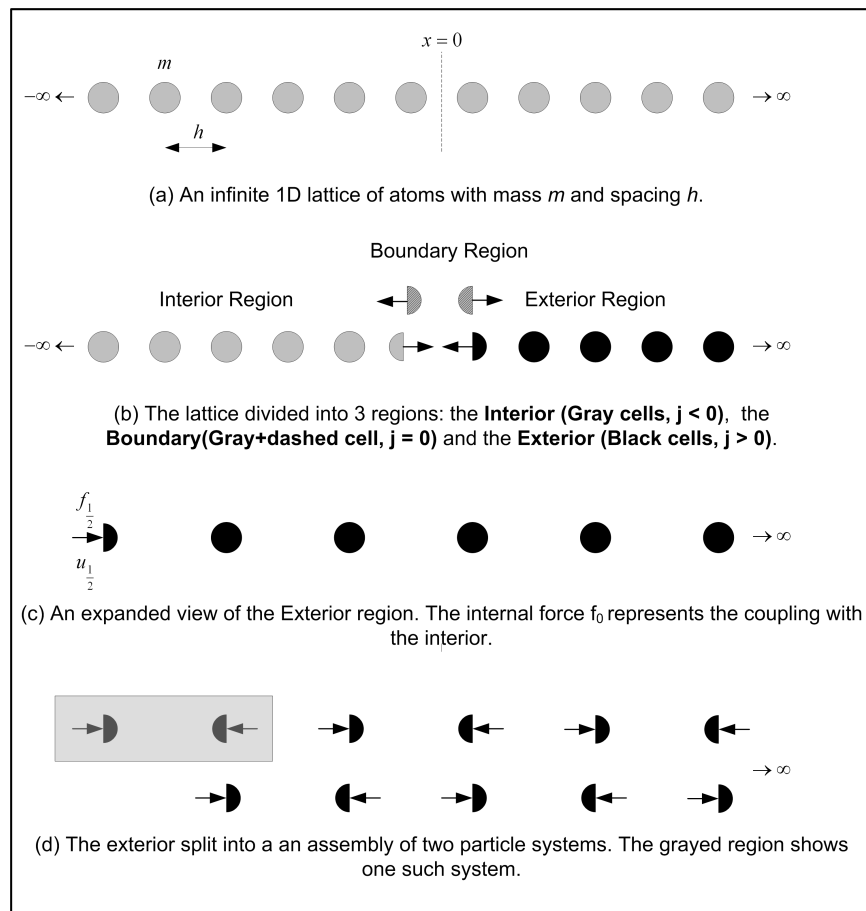 x = 0
m
−∞ ←
→ ∞
h
(a) An infinite 1D lattice of atoms with mass m and spacing h.
Boundary Region
Interior Region
Exterior Region
−∞ ←
→ ∞
(b) The lattice divided into 3 regions: the Interior (Gray cells, j < 0), the
Boundary(Gray+dashed cell, j = 0) and the Exterior (Black cells, j > 0).
f_{1/2}
→ ∞
u_{1/2}
(c) An expanded view of the Exterior region. The internal force f₀ represents the coupling with
the interior.
→ ∞
(d) The exterior split into a an assembly of two particle systems. The grayed region shows
one such system.